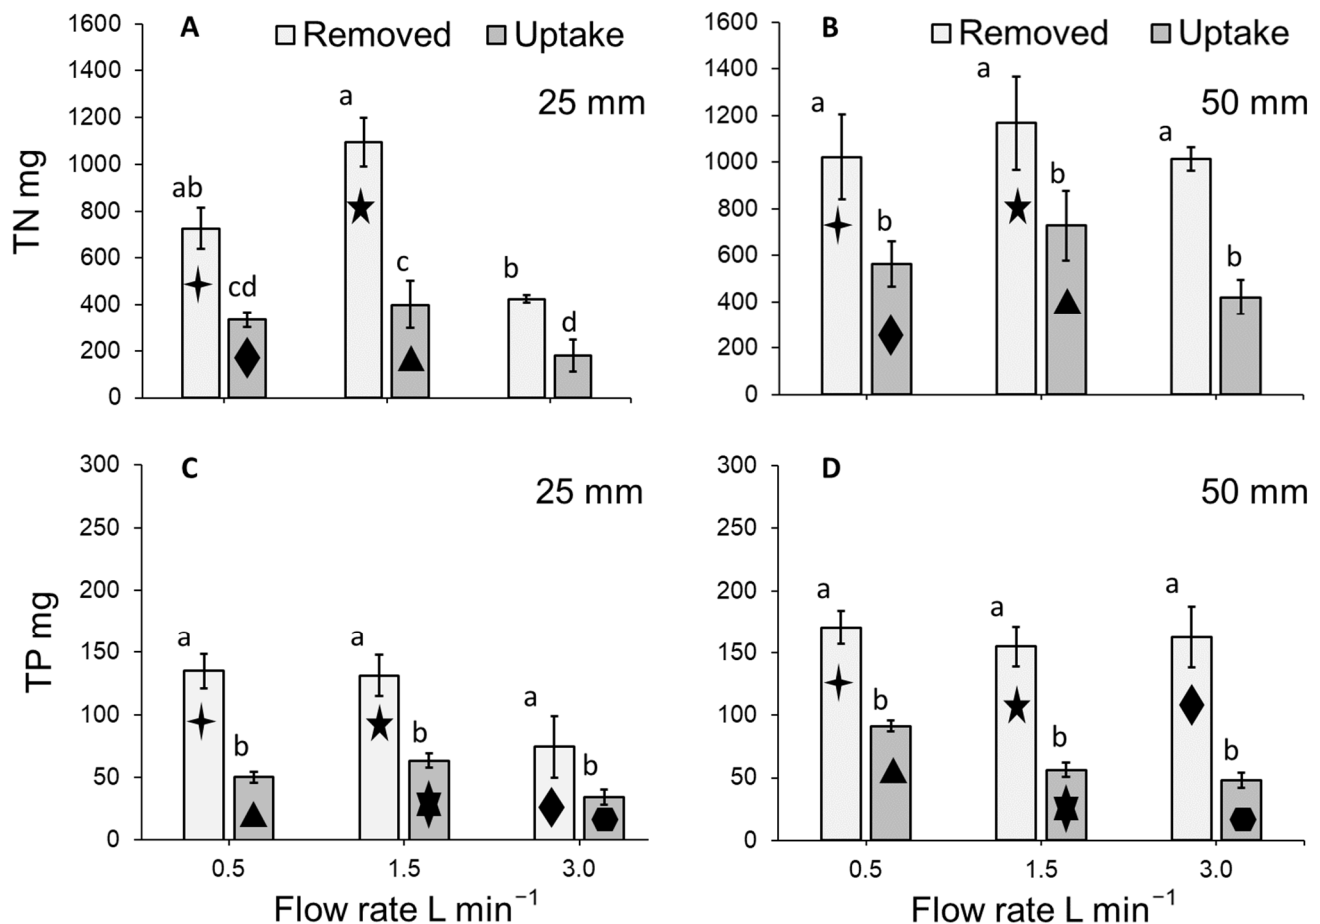 A
Removed
Uptake
25 mm
TN mg
1600
1400
1200
1000
800
600
400
200
0
ab
cd
a
c
b
d
B
Removed
Uptake
50 mm
1600
1400
1200
1000
800
600
400
200
0
a
b
a
b
a
b
C
25 mm
TP mg
300
250
200
150
100
50
0
a
b
a
b
a
b
0.5
1.5
3.0
Flow rate L min⁻¹
D
50 mm
300
250
200
150
100
50
0
a
b
a
b
a
b
0.5
1.5
3.0
Flow rate L min⁻¹